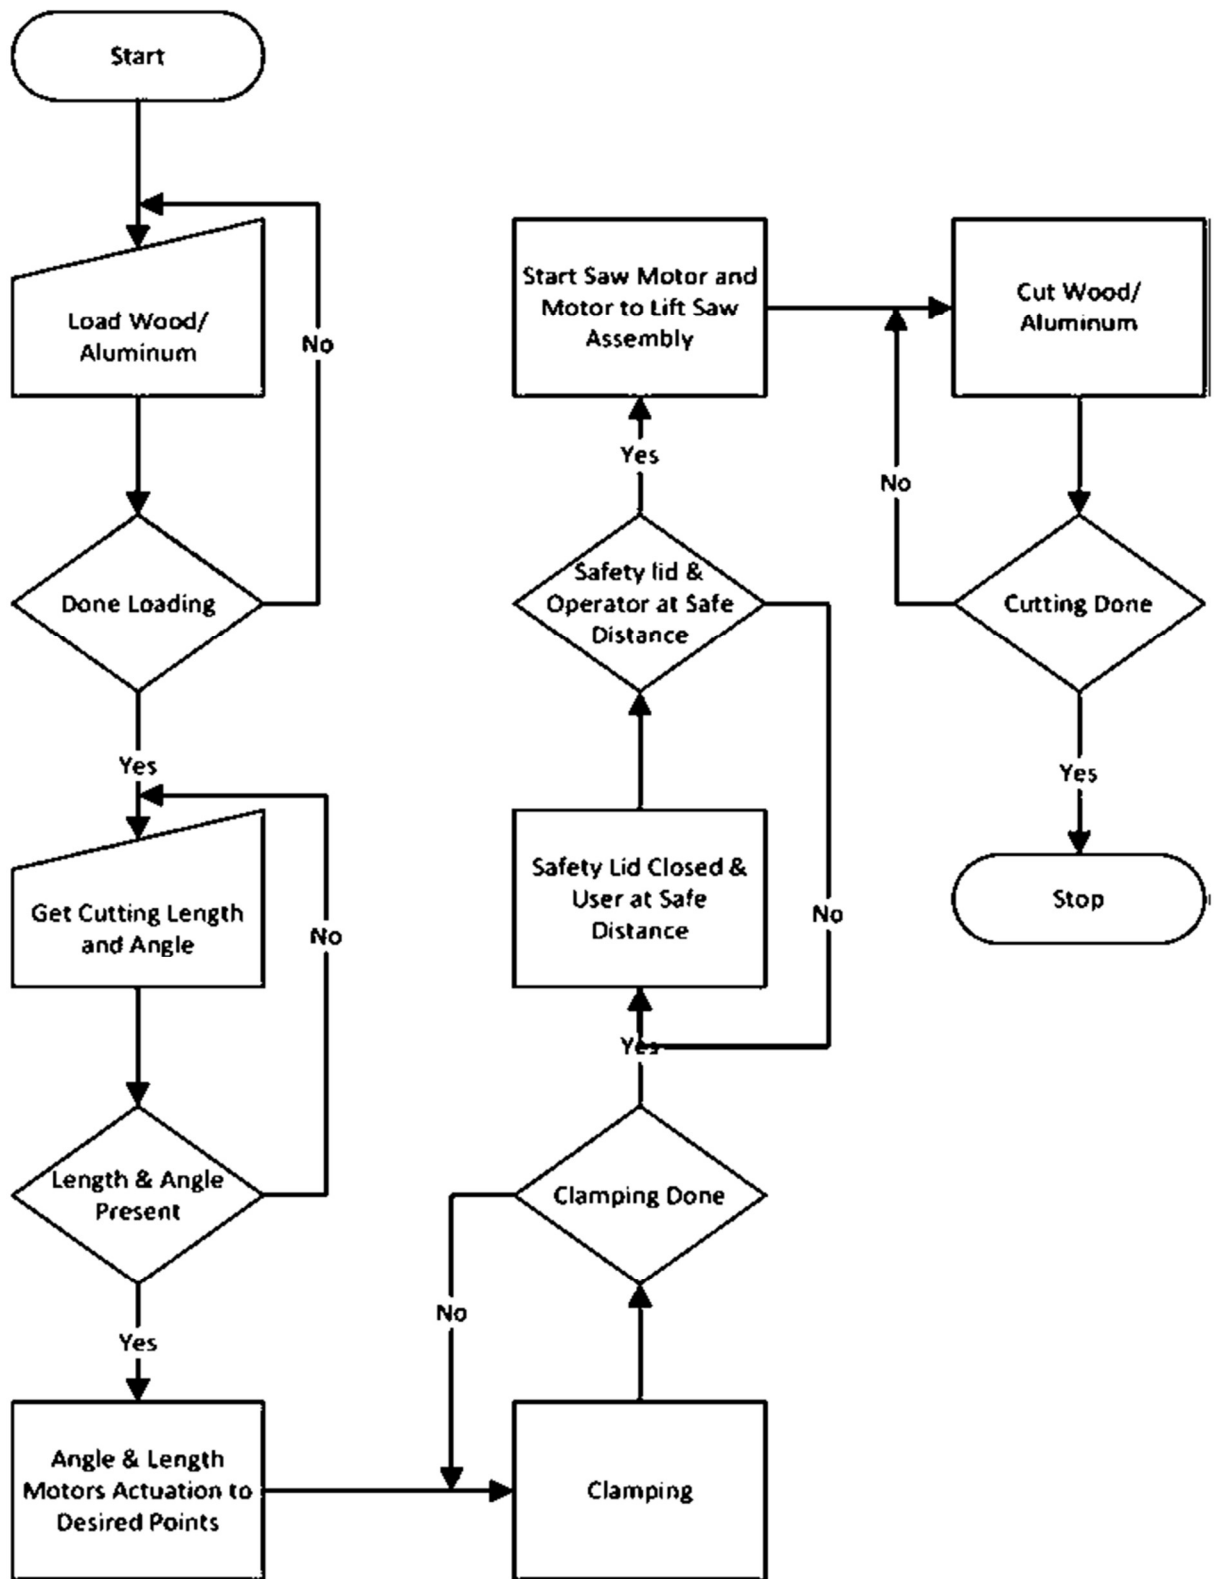 Start
Load Wood/
Aluminum
No
Done Loading
Yes
Get Cutting Length
and Angle
No
Length & Angle
Present
Yes
Angle & Length
Motors Actuation to
Desired Points
Clamping
No
Clamping Done
Yes
Safety Lid Closed &
User at Safe
Distance
No
Safety lid &
Operator at Safe
Distance
Yes
Start Saw Motor and
Motor to Lift Saw
Assembly
Cut Wood/
Aluminum
No
Cutting Done
Yes
Stop